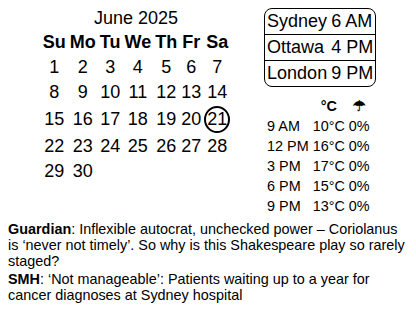 June 2025
Su Mo Tu We Th Fr Sa
1 2 3 4 5 6 7
8 9 10 11 12 13 14
15 16 17 18 19 20 21
22 23 24 25 26 27 28
29 30
Sydney 6 AM
Ottawa 4 PM
London 9 PM
°C ☂
9 AM 10°C 0%
12 PM 16°C 0%
3 PM 17°C 0%
6 PM 15°C 0%
9 PM 13°C 0%
Guardian: Inflexible autocrat, unchecked power – Coriolanus
is ‘never not timely’. So why is this Shakespeare play so rarely
staged?
SMH: ‘Not manageable’: Patients waiting up to a year for
cancer diagnoses at Sydney hospital